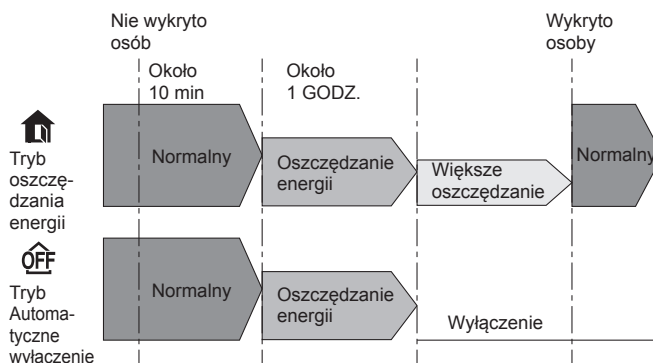 Nie wykryto
osób
Wykryto
osoby
Około
10 min
Około
1 GODZ.
Tryb
oszczę-
dzania
energii
Normalny
Oszczędzanie
energii
Większe
oszczędzanie
Normalny
OFF
Tryb
Automa-
tyczne
wyłączenie
Normalny
Oszczędzanie
energii
Wyłączenie